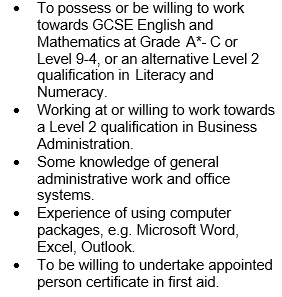 • To possess or be willing to work
towards GCSE English and
Mathematics at Grade A*- C or
Level 9-4, or an alternative Level 2
qualification in Literacy and
Numeracy.
• Working at or willing to work towards
a Level 2 qualification in Business
Administration.
• Some knowledge of general
administrative work and office
systems.
• Experience of using computer
packages, e.g. Microsoft Word,
Excel, Outlook.
• To be willing to undertake appointed
person certificate in first aid.